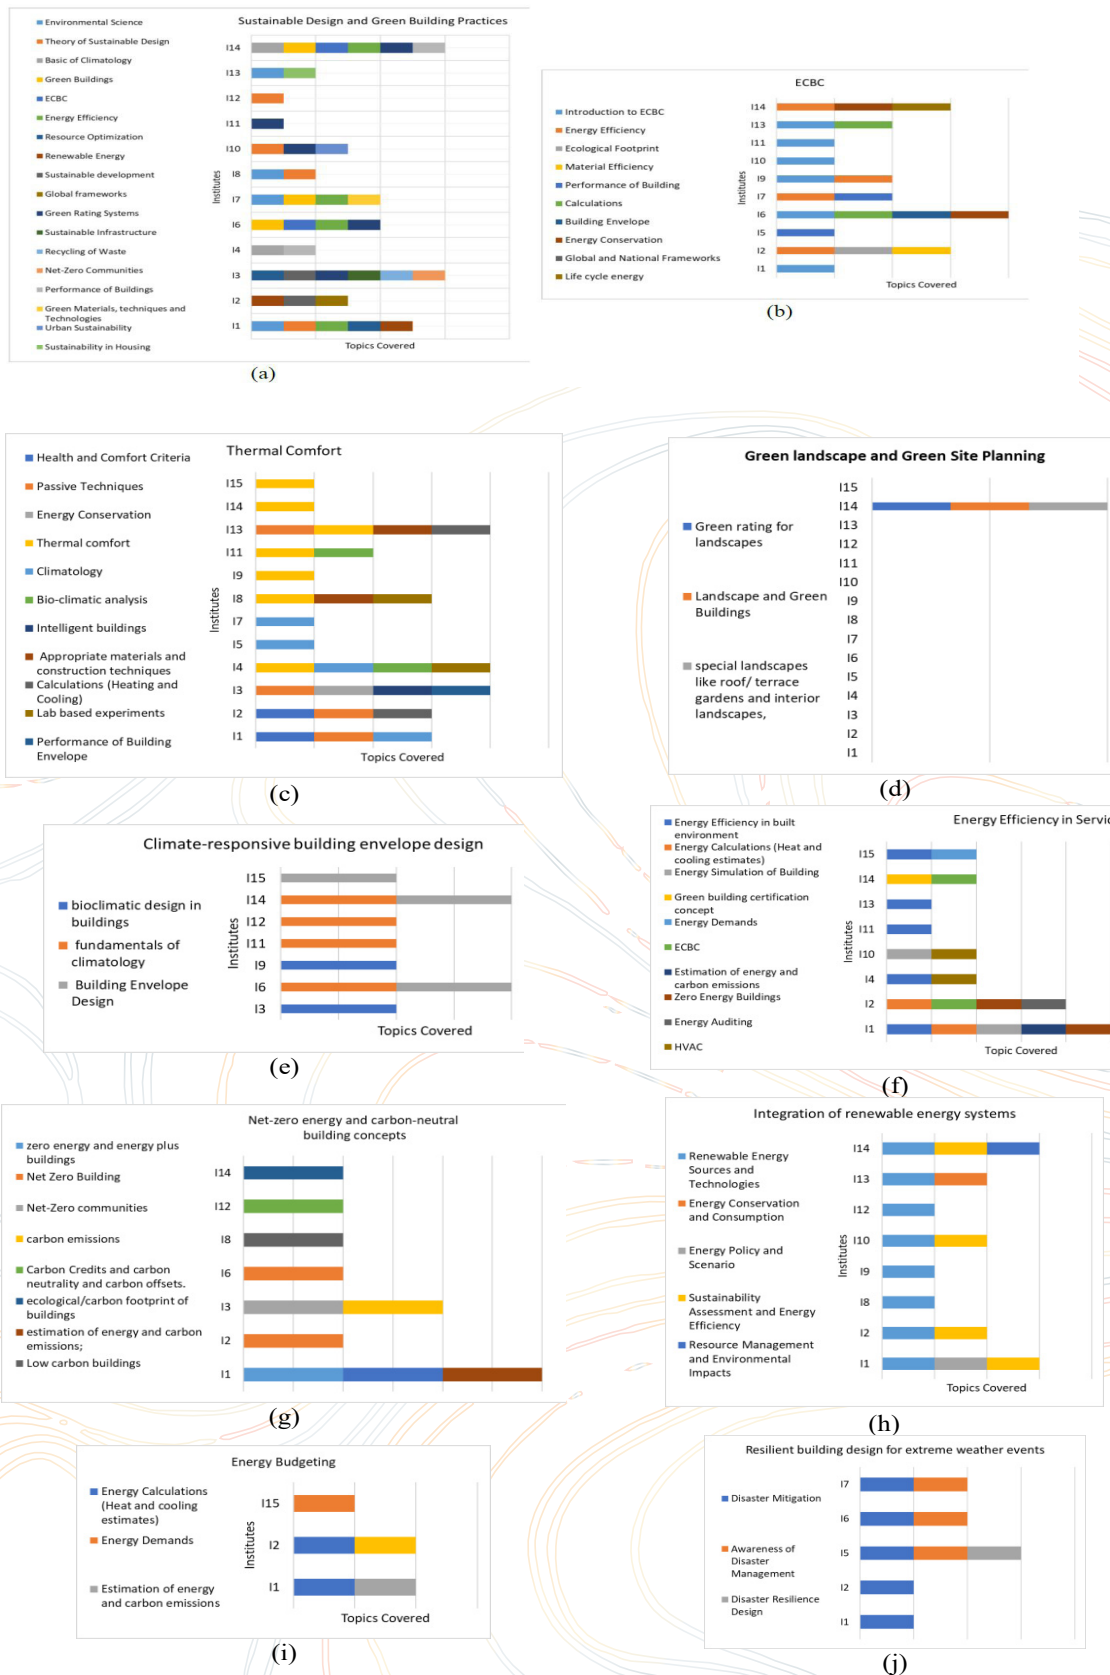 Sustainable Design and Green Building Practices
Environmental Science
Theory of Sustainable Design
Basic of Climatology
Green Buildings
ECBC
Energy Efficiency
Resource Optimization
Renewable Energy
Sustainable development
Global frameworks
Green Rating Systems
Sustainable Infrastructure
Recycling of Waste
Net-Zero Communities
Performance of Buildings
Green Materials, techniques and
Technologies
Urban Sustainability
Sustainability in Housing
Institutes
I14
I13
I12
I11
I10
I8
I7
I6
I4
I3
I2
I1
Topics Covered
(a)
ECBC
Introduction to ECBC
Energy Efficiency
Ecological Footprint
Material Efficiency
Performance of Building
Calculations
Building Envelope
Energy Conservation
Global and National Frameworks
Life cycle energy
Institutes
I14
I13
I11
I10
I9
I7
I6
I5
I2
I1
Topics Covered
(b)
Thermal Comfort
Health and Comfort Criteria
Passive Techniques
Energy Conservation
Thermal comfort
Climatology
Bio-climatic analysis
Intelligent buildings
Appropriate materials and
construction techniques
Calculations (Heating and
Cooling)
Lab based experiments
Performance of Building
Envelope
Institutes
I15
I14
I13
I11
I9
I8
I7
I5
I4
I3
I2
I1
Topics Covered
(c)
Green landscape and Green Site Planning
Green rating for
landscapes
Landscape and Green
Buildings
special landscapes
like roof/ terrace
gardens and interior
landscapes,
I15
I14
I13
I12
I11
I10
I9
I8
I7
I6
I5
I4
I3
I2
I1
(d)
Climate-responsive building envelope design
bioclimatic design in
buildings
fundamentals of
climatology
Building Envelope
Design
Institutes
I15
I14
I12
I11
I9
I6
I3
Topics Covered
(e)
Energy Efficiency in Servic
Energy Efficiency in built
environment
Energy Calculations (Heat and
cooling estimates)
Energy Simulation of Building
Green building certification
concept
Energy Demands
ECBC
Estimation of energy and
carbon emissions
Zero Energy Buildings
Energy Auditing
HVAC
Institutes
I15
I14
I13
I11
I10
I4
I2
I1
Topic Covered
(f)
Net-zero energy and carbon-neutral
building concepts
zero energy and energy plus
buildings
Net Zero Building
Net-Zero communities
carbon emissions
Carbon Credits and carbon
neutrality and carbon offsets.
ecological/carbon footprint of
buildings
estimation of energy and carbon
emissions;
Low carbon buildings
Institutes
I14
I12
I8
I6
I3
I2
I1
Topics Covered
(g)
Integration of renewable energy systems
Renewable Energy
Sources and
Technologies
Energy Conservation
and Consumption
Energy Policy and
Scenario
Sustainability
Assessment and Energy
Efficiency
Resource Management
and Environmental
Impacts
Institutes
I14
I13
I12
I10
I9
I8
I2
I1
Topics Covered
(h)
Energy Budgeting
Energy Calculations
(Heat and cooling
estimates)
Energy Demands
Estimation of energy
and carbon emissions
Institutes
I15
I2
I1
Topics Covered
(i)
Resilient building design for extreme weather events
Disaster Mitigation
Awareness of
Disaster
Management
Disaster Resilience
Design
I7
I6
I5
I2
I1
(j)